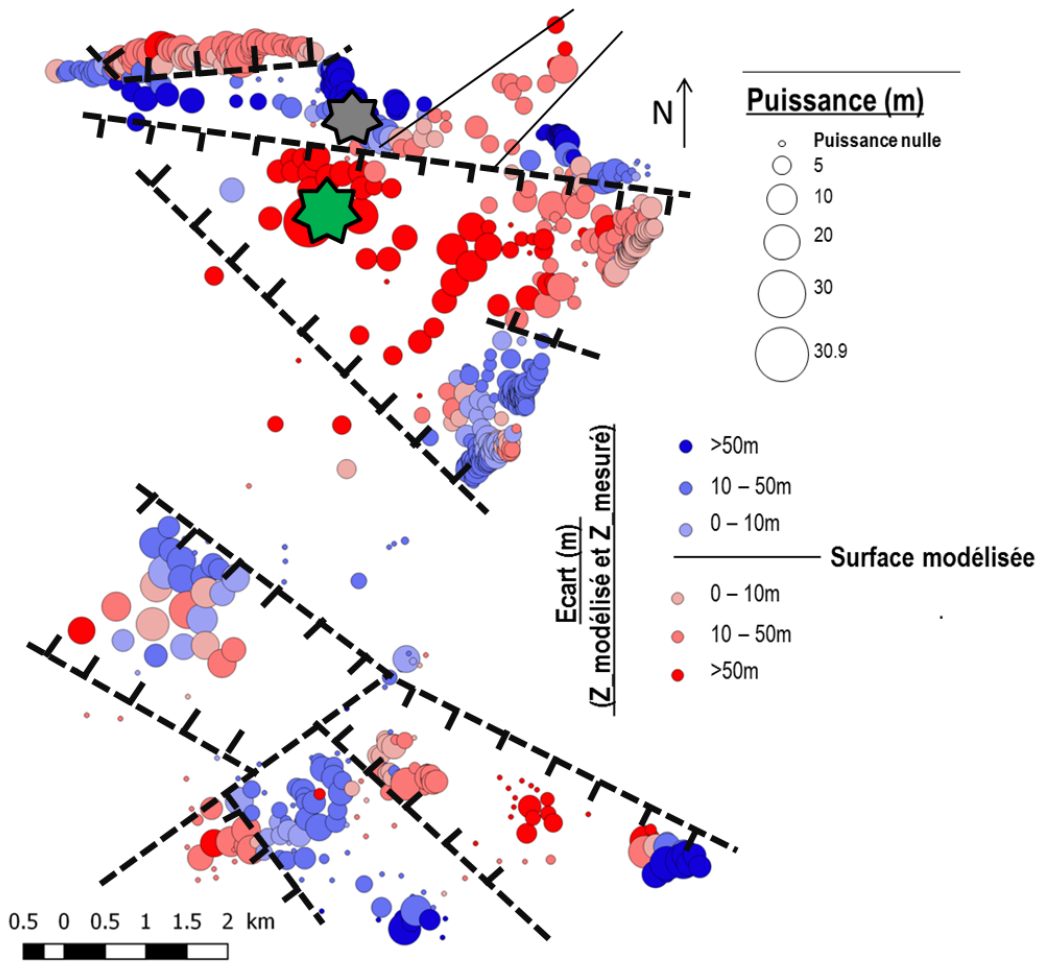 N
Puissance (m)
Puissance nulle
5
10
20
30
30.9
Ecart (m)
(Z_modélisé et Z_mesuré)
>50m
10 – 50m
0 – 10m
Surface modélisée
0 – 10m
10 – 50m
>50m
0.5 0 0.5 1 1.5 2 km